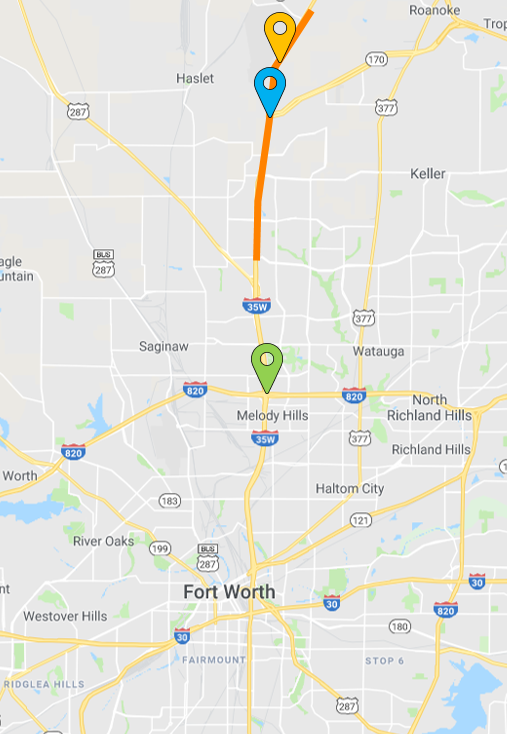 Roanoke
Trop
170
Haslet
287
377
Keller
BUS
287
agle
untain
35W
377
Saginaw
Watauga
820
820
North
Richland Hills
Melody Hills
35W
377
820
Richland Hills
Worth
Haltom City
183
121
River Oaks
199
BUS
287
Fort Worth
30
30
820
Westover Hills
180
30
FAIRMOUNT
STOP 6
RIDGLEA HILLS
287